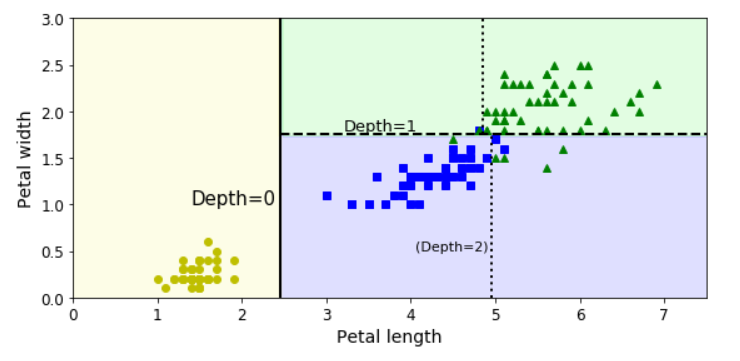 3.0
2.5
2.0
1.5
1.0
0.5
0.0
Petal width
Depth=1
Depth=0
(Depth=2)
0 1 2 3 4 5 6 7
Petal length